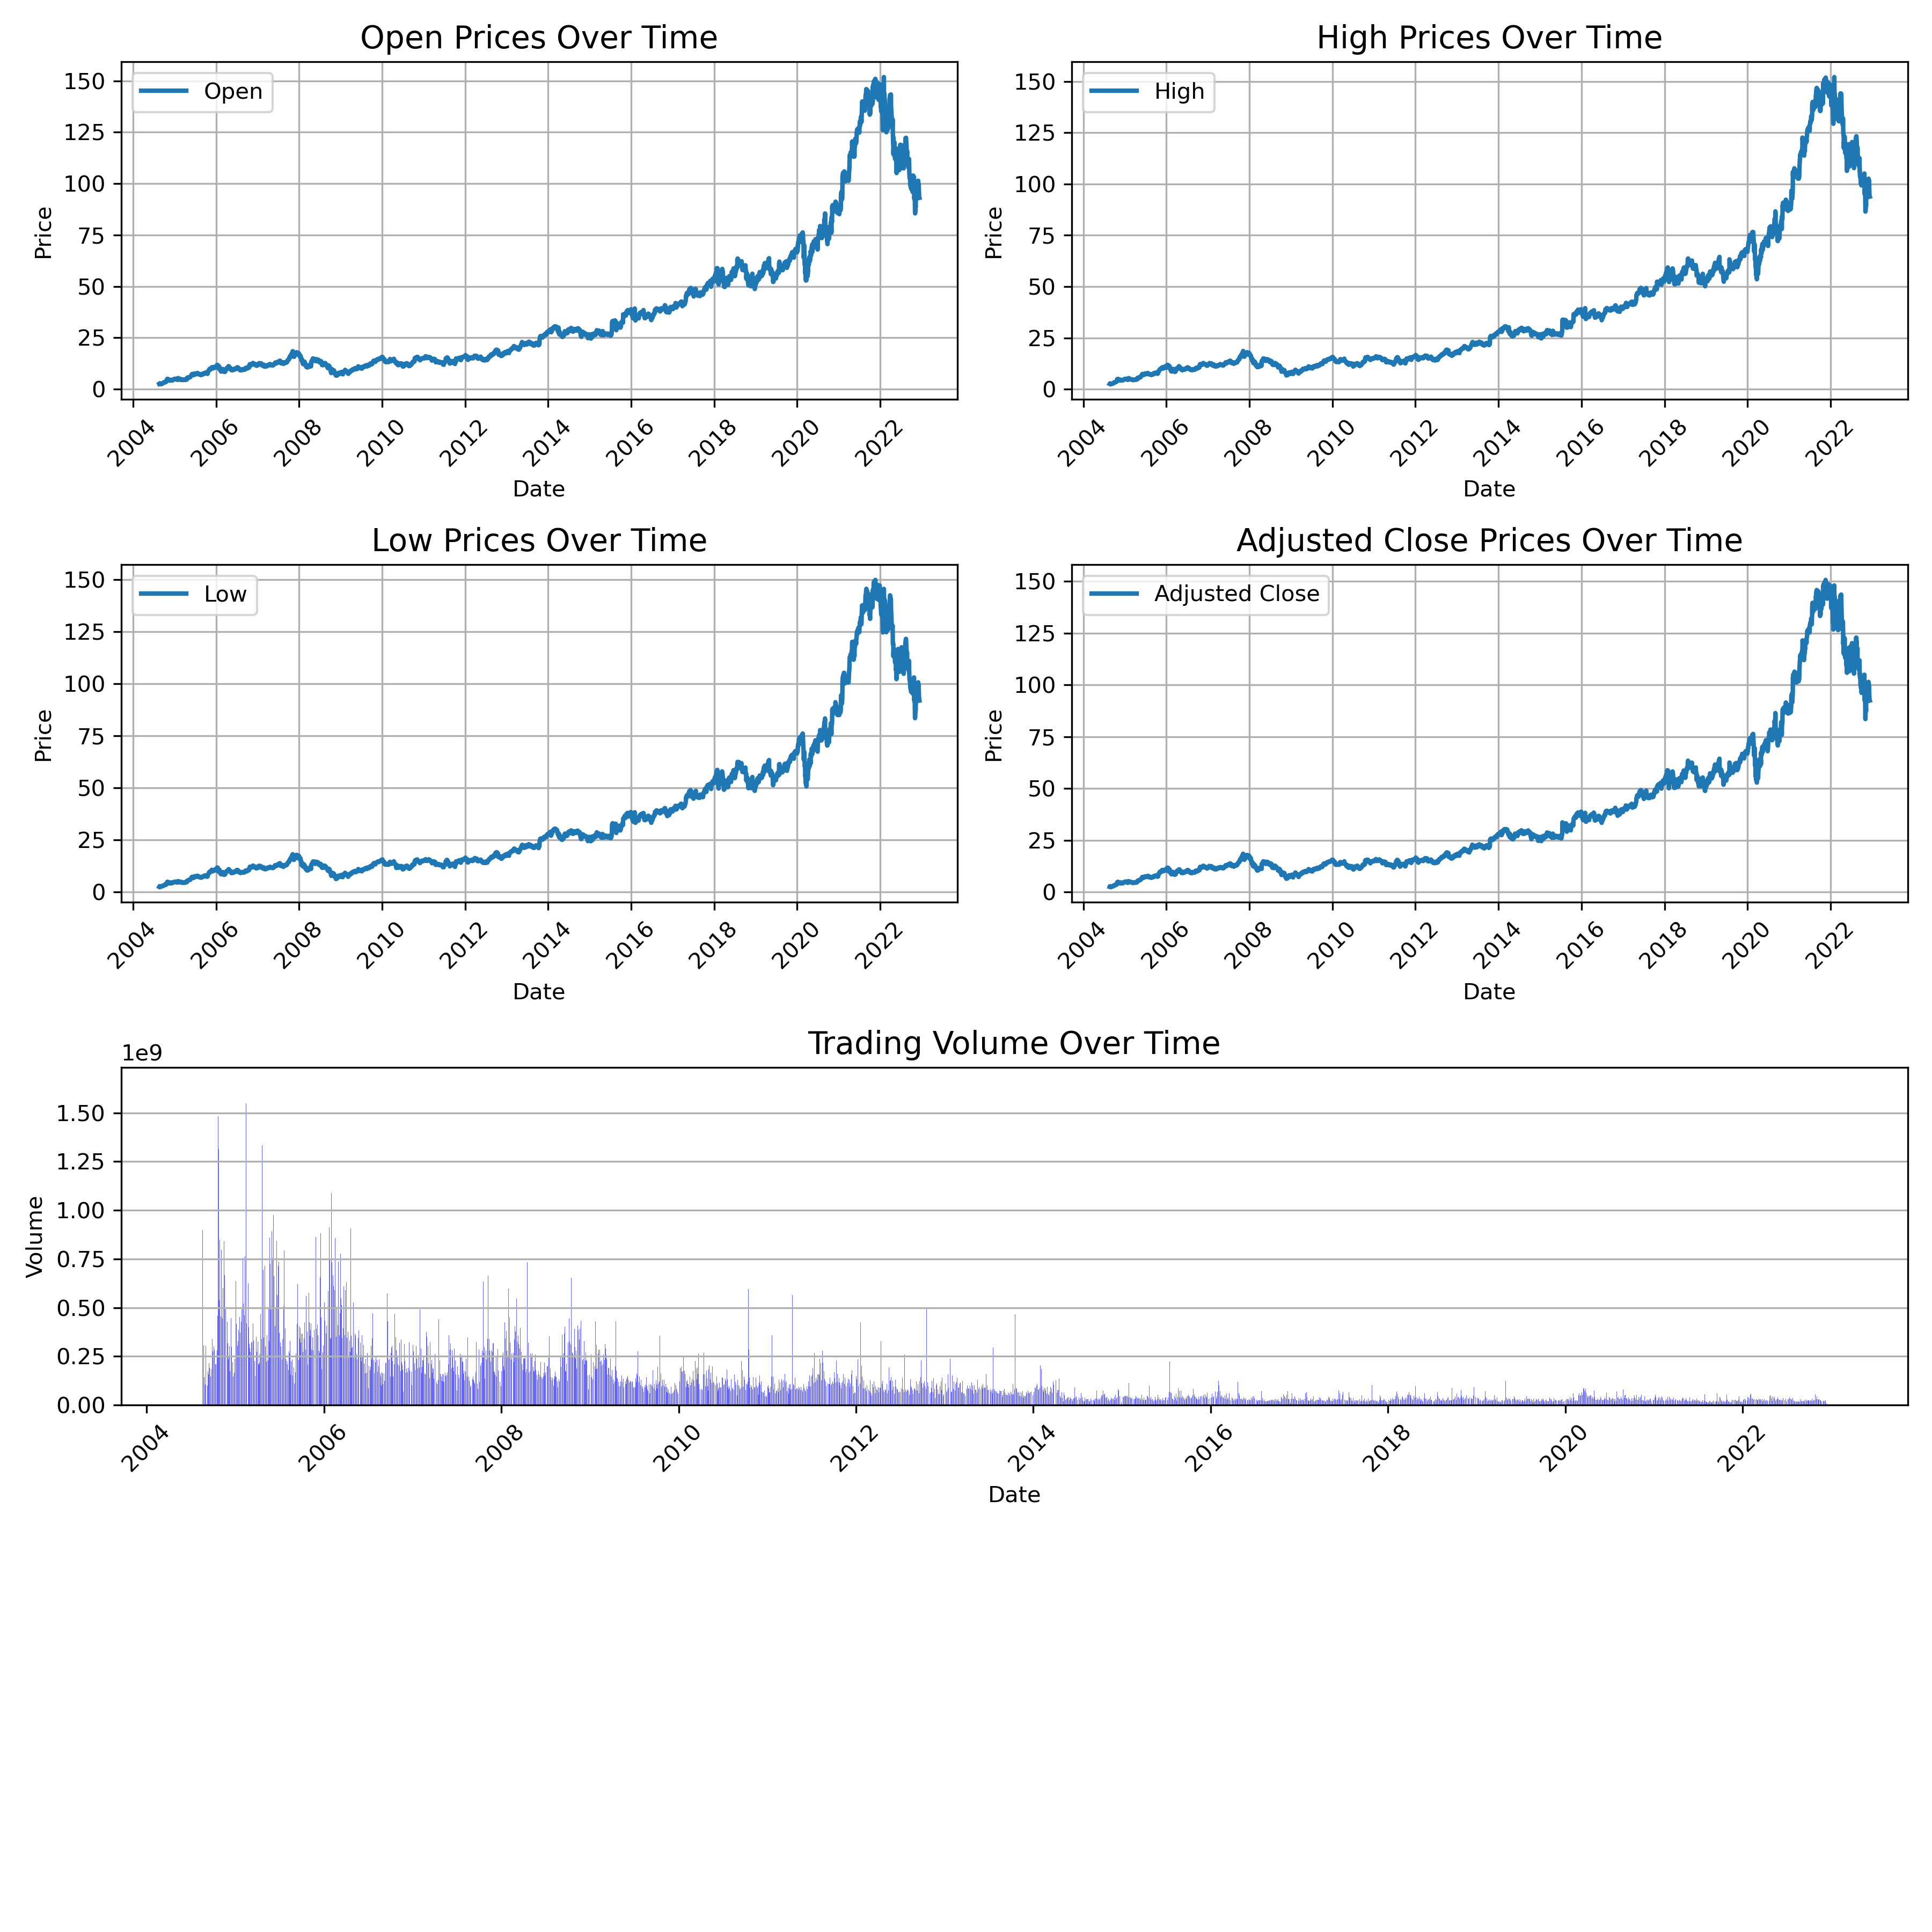 Open Prices Over Time
150
125
100
75
50
25
0
Price
Open
2004 2006 2008 2010 2012 2014 2016 2018 2020 2022
Date
High Prices Over Time
150
125
100
75
50
25
0
Price
High
2004 2006 2008 2010 2012 2014 2016 2018 2020 2022
Date
Low Prices Over Time
150
125
100
75
50
25
0
Price
Low
2004 2006 2008 2010 2012 2014 2016 2018 2020 2022
Date
Adjusted Close Prices Over Time
150
125
100
75
50
25
0
Price
Adjusted Close
2004 2006 2008 2010 2012 2014 2016 2018 2020 2022
Date
Trading Volume Over Time
1e9
1.50
1.25
1.00
0.75
0.50
0.25
0.00
Volume
2004 2006 2008 2010 2012 2014 2016 2018 2020 2022
Date